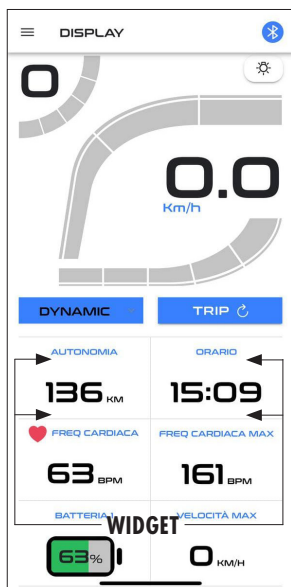 DISPLAY
0
0.0
Km/h
DYNAMIC
TRIP
AUTONOMIA
ORARIO
136 KM
15:09
FREQ CARDIACA
FREQ CARDIACA MAX
63 BPM
161 BPM
BATTERIA 1
VELOCITÀ MAX
WIDGET
63%
0 KM/H